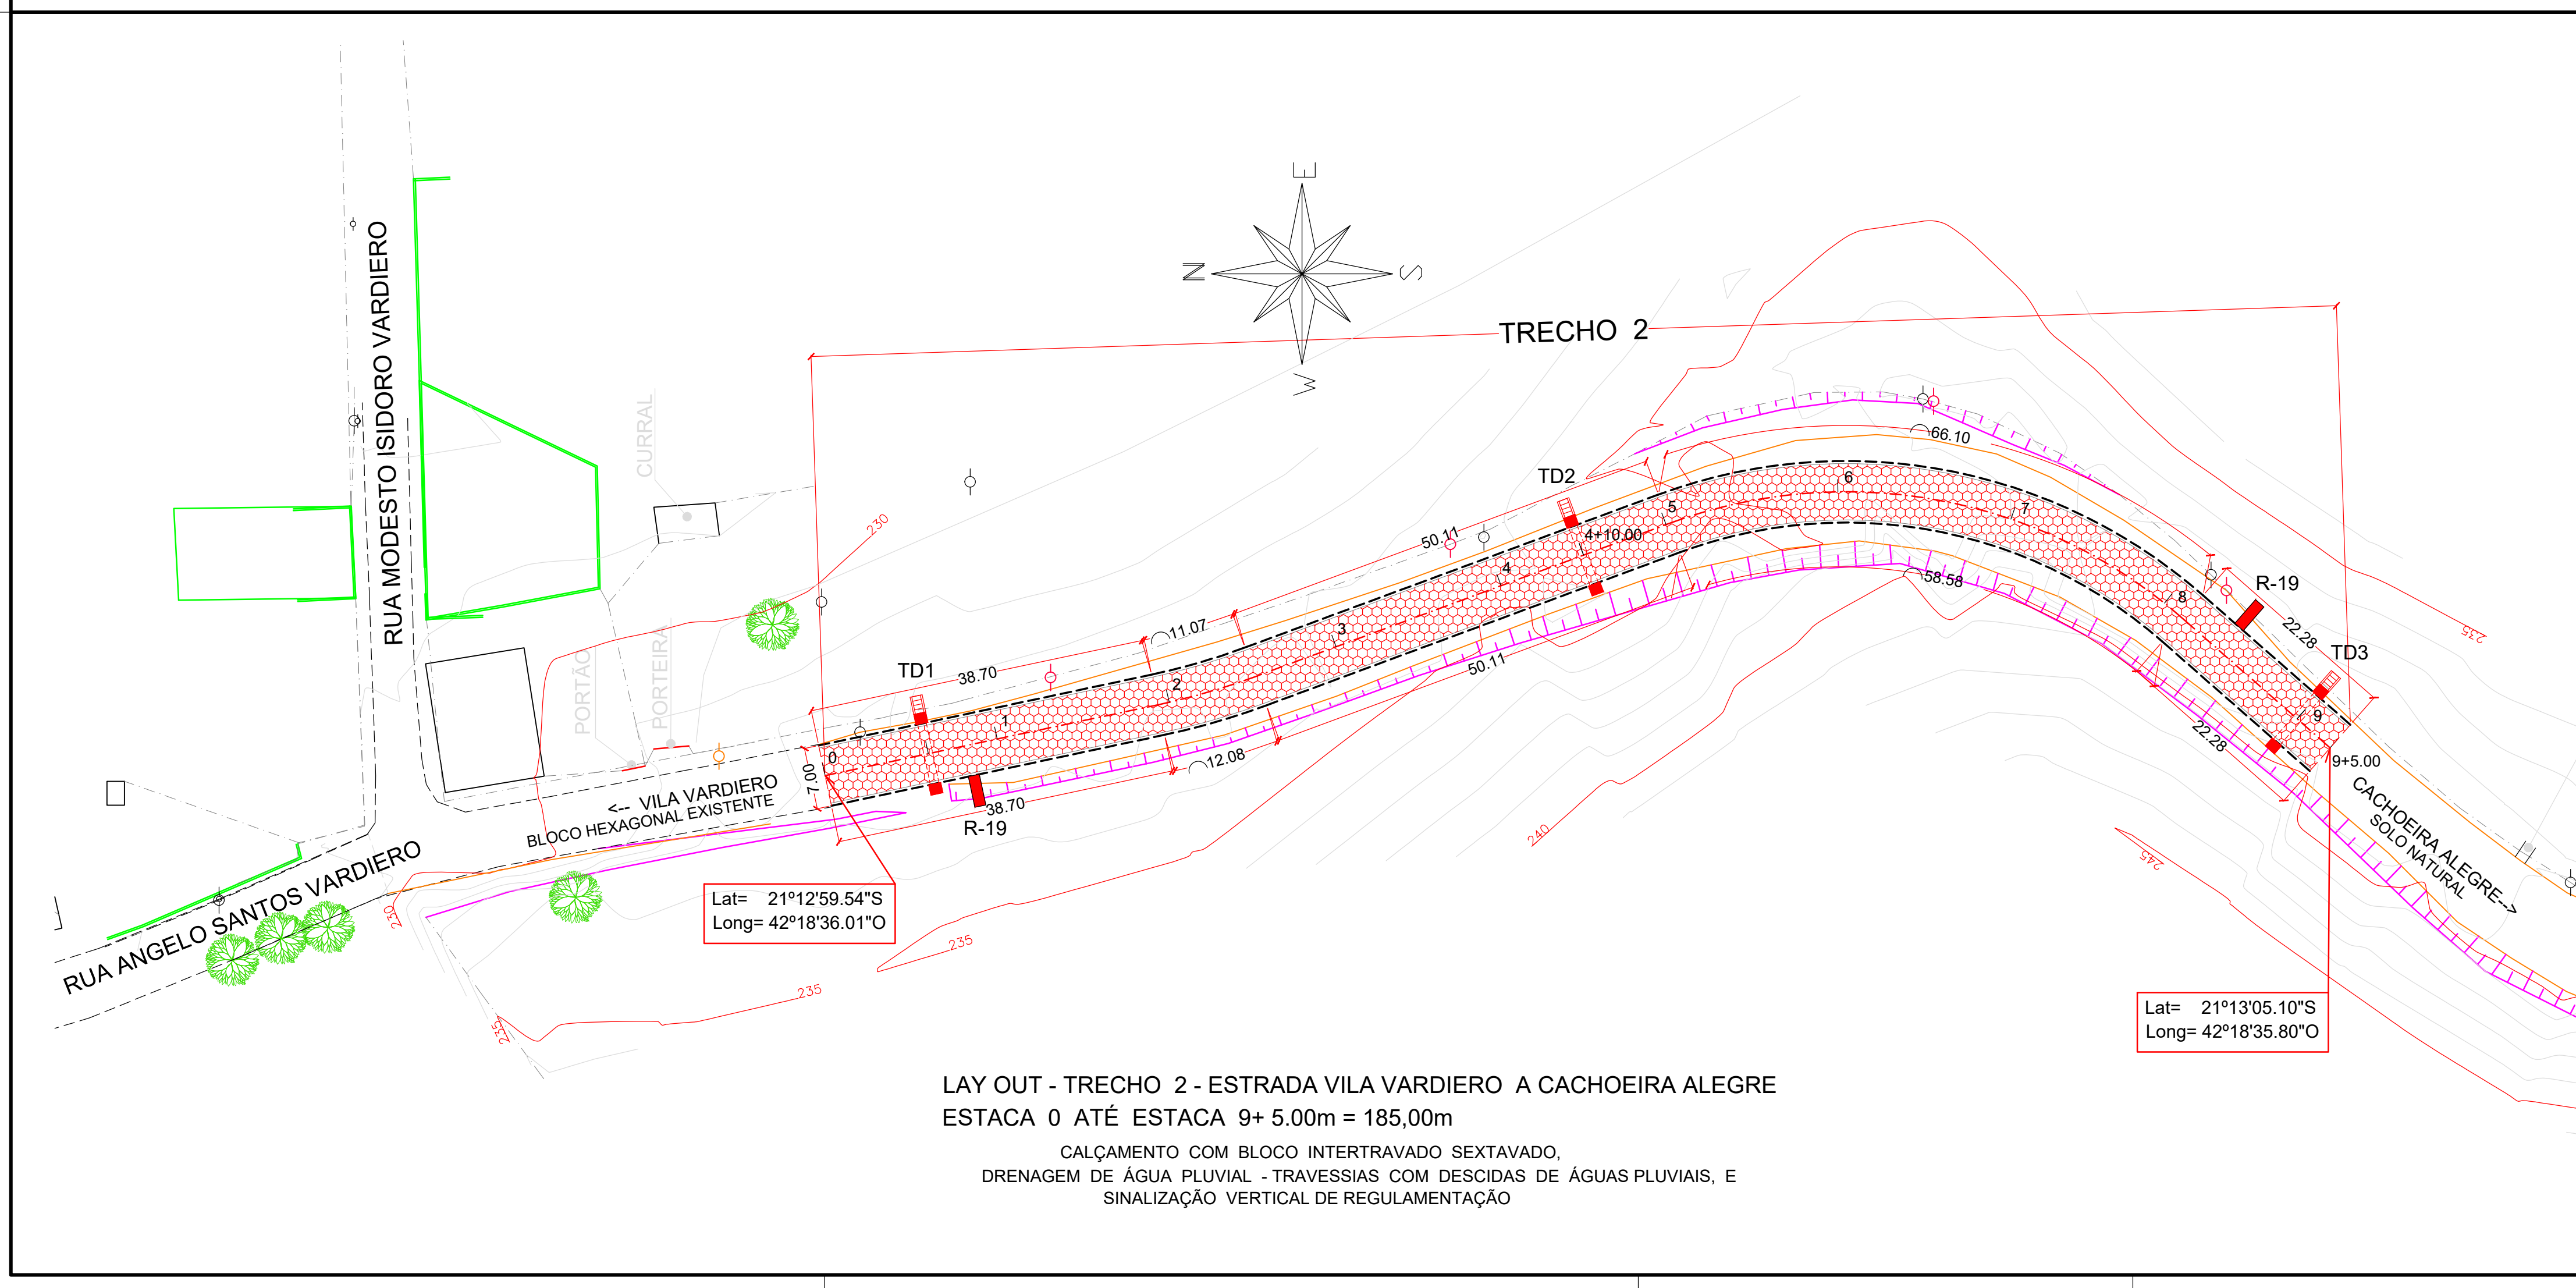 E
N
S
W
TRECHO  2
RUA MODESTO ISIDORO VARDIERO
CURRAL
PORTÃO
PORTEIRA
230
66.10
TD2
50.11
4+10.00
5
6
7
4
3
11.07
58.58
8
R-19
22.28
235
TD3
TD1
38.70
1
2
50.11
9
22.28
9+5.00
0
7.00
12.08
<--  VILA VARDIERO
BLOCO HEXAGONAL EXISTENTE
38.70
R-19
240
245
CACHOEIRA ALEGRE-->
SOLO NATURAL
RUA ANGELO SANTOS VARDIERO
230
Lat=    21º12'59.54"S
Long= 42º18'36.01"O
235
235
235
Lat=    21º13'05.10"S
Long= 42º18'35.80"O
LAY OUT - TRECHO  2 - ESTRADA VILA VARDIERO  A CACHOEIRA ALEGRE
ESTACA  0  ATÉ  ESTACA  9+ 5.00m = 185,00m
CALÇAMENTO  COM  BLOCO  INTERTRAVADO  SEXTAVADO,
DRENAGEM  DE  ÁGUA  PLUVIAL  - TRAVESSIAS  COM  DESCIDAS  DE  ÁGUAS PLUVIAIS,  E
SINALIZAÇÃO  VERTICAL DE REGULAMENTAÇÃO